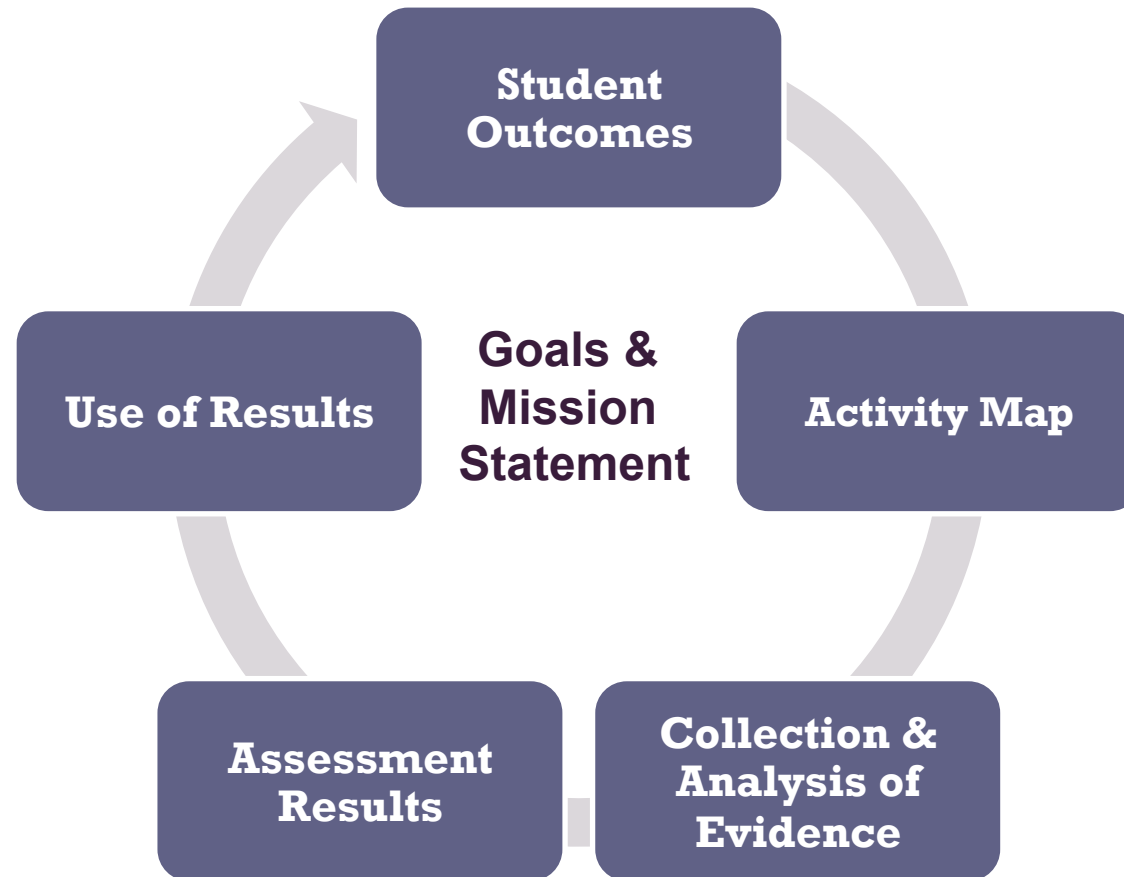 Student
Outcomes
Goals &
Mission
Statement
Use of Results
Activity Map
Assessment
Results
Collection &
Analysis of
Evidence